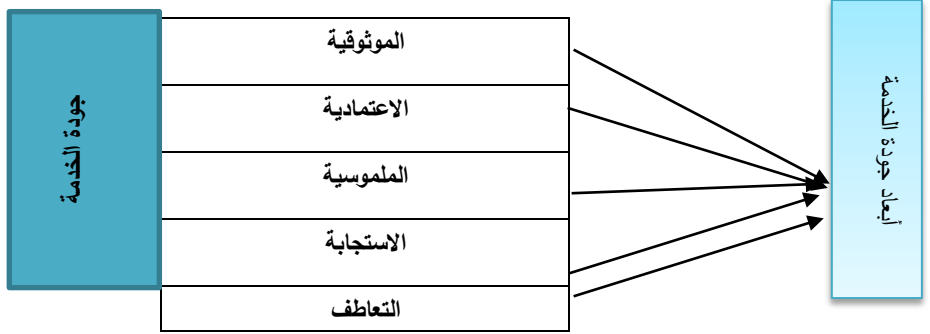 أبعاد جودة الخدمة
الموثوقية
الاعتمادية
الملموسية
الاستجابة
التعاطف
جودة الخدمة